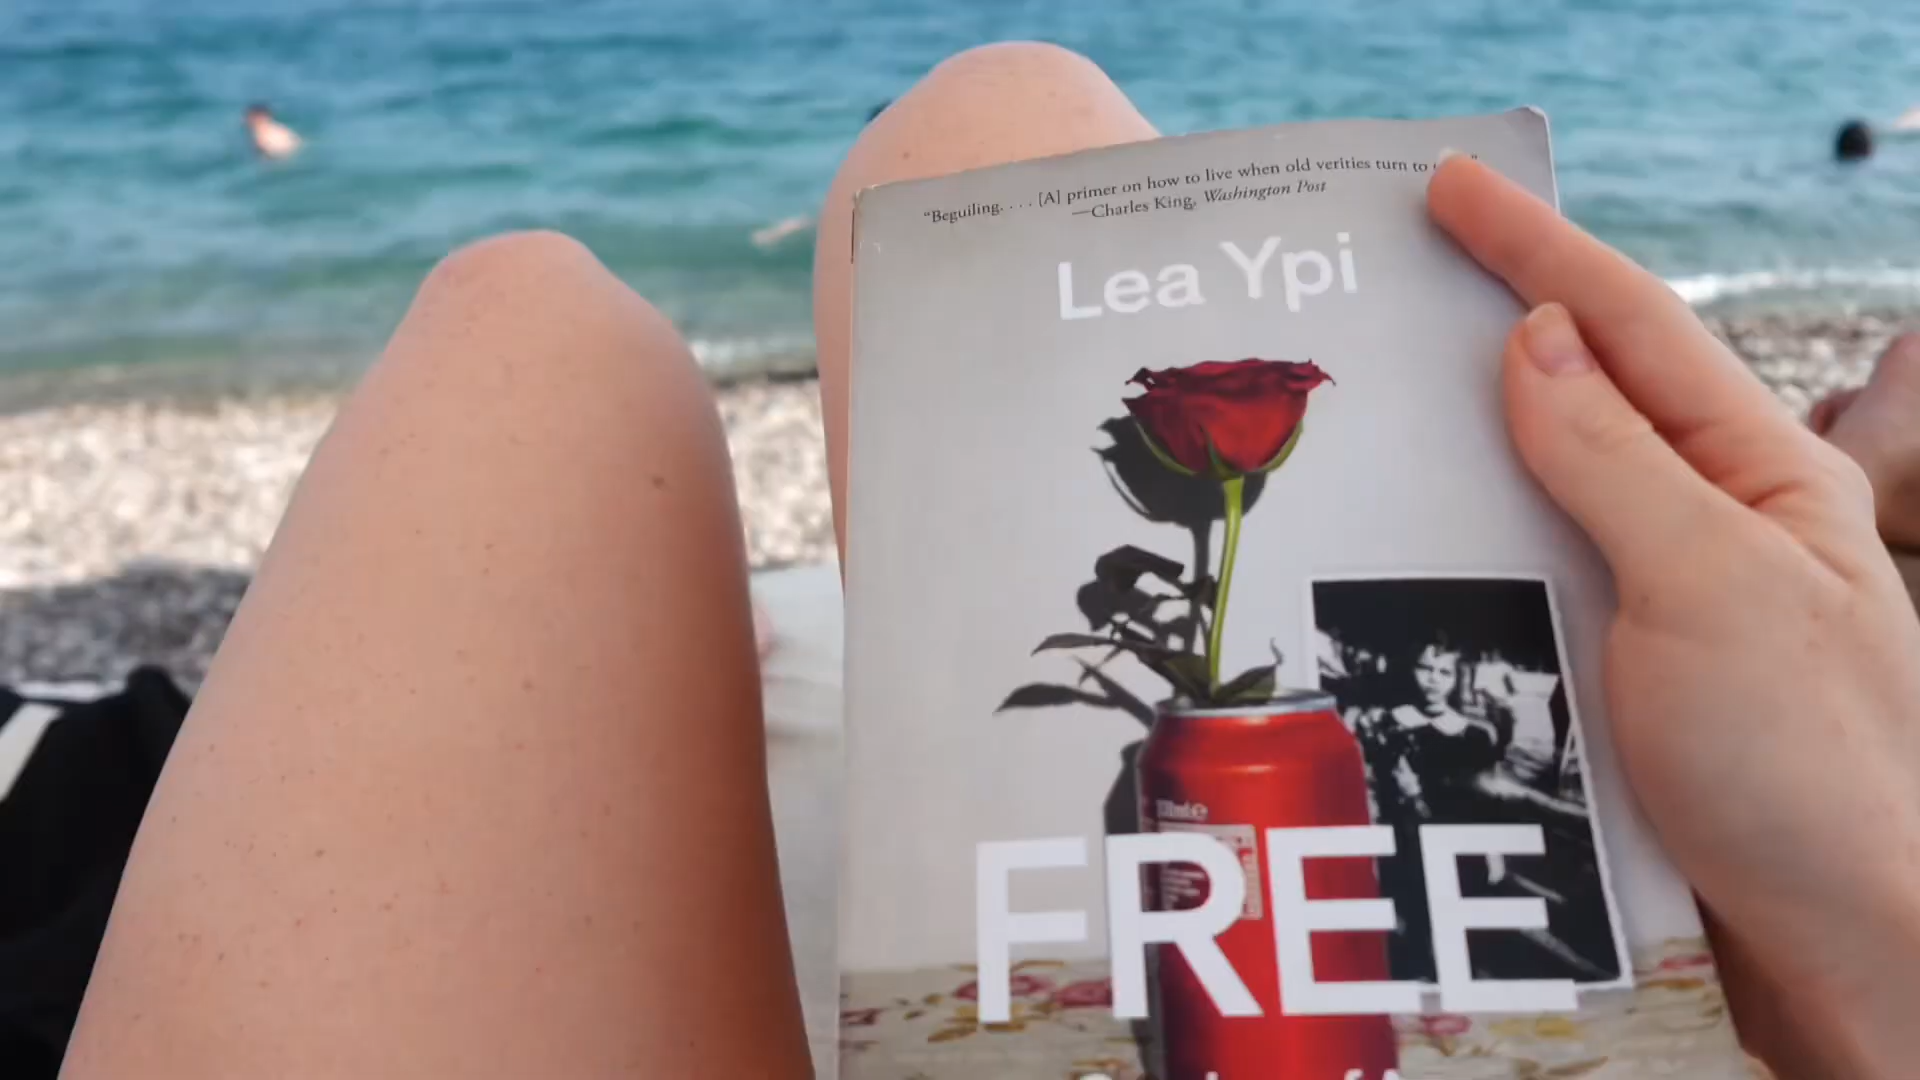 “Beguiling. . . . [A] primer on how to live when old verities turn to
—Charles King, Washington Post
Lea Ypi
FREE